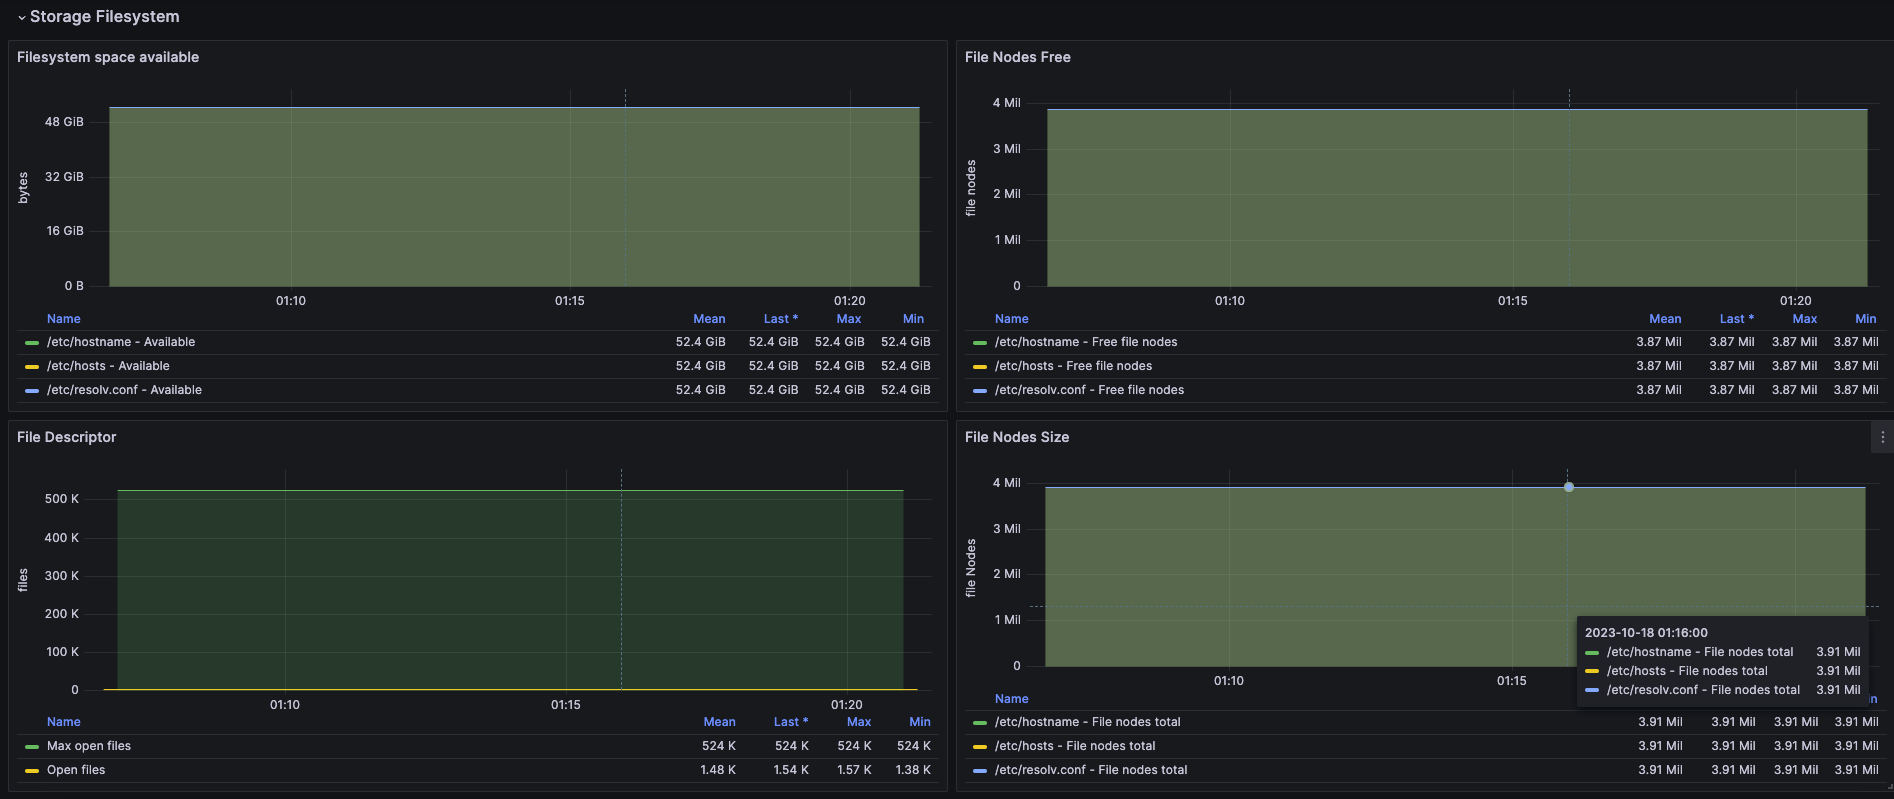 Storage Filesystem
Filesystem space available
bytes
48 GiB
32 GiB
16 GiB
0 B
01:10 01:15 01:20
Name Mean Last * Max Min
/etc/hostname - Available 52.4 GiB 52.4 GiB 52.4 GiB 52.4 GiB
/etc/hosts - Available 52.4 GiB 52.4 GiB 52.4 GiB 52.4 GiB
/etc/resolv.conf - Available 52.4 GiB 52.4 GiB 52.4 GiB 52.4 GiB
File Nodes Free
file nodes
4 Mil
3 Mil
2 Mil
1 Mil
0
01:10 01:15 01:20
Name Mean Last * Max Min
/etc/hostname - Free file nodes 3.87 Mil 3.87 Mil 3.87 Mil 3.87 Mil
/etc/hosts - Free file nodes 3.87 Mil 3.87 Mil 3.87 Mil 3.87 Mil
/etc/resolv.conf - Free file nodes 3.87 Mil 3.87 Mil 3.87 Mil 3.87 Mil
File Descriptor
files
500 K
400 K
300 K
200 K
100 K
0
01:10 01:15 01:20
Name Mean Last * Max Min
Max open files 524 K 524 K 524 K 524 K
Open files 1.48 K 1.54 K 1.57 K 1.38 K
File Nodes Size
file Nodes
4 Mil
3 Mil
2 Mil
1 Mil
0
01:10 01:15
2023-10-18 01:16:00
/etc/hostname - File nodes total 3.91 Mil
/etc/hosts - File nodes total 3.91 Mil
/etc/resolv.conf - File nodes total 3.91 Mil
Name
/etc/hostname - File nodes total 3.91 Mil 3.91 Mil 3.91 Mil 3.91 Mil
/etc/hosts - File nodes total 3.91 Mil 3.91 Mil 3.91 Mil 3.91 Mil
/etc/resolv.conf - File nodes total 3.91 Mil 3.91 Mil 3.91 Mil 3.91 Mil